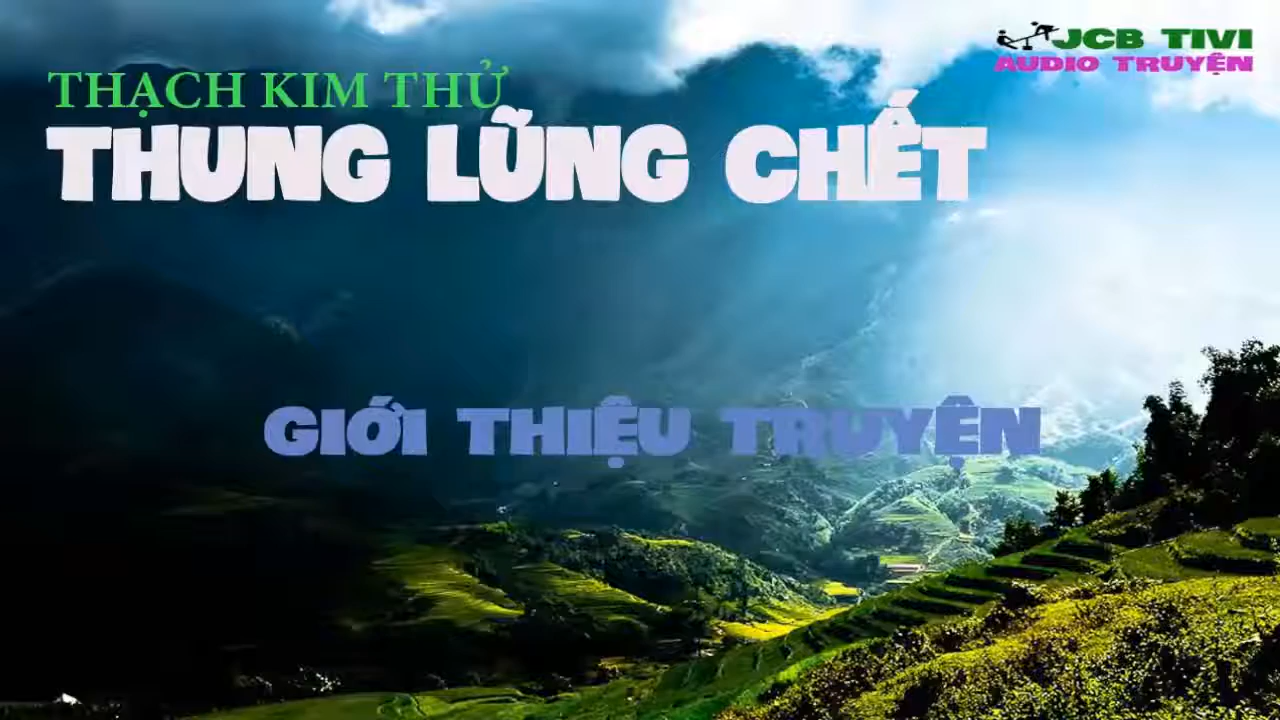 JCB TIVI
AUDIO TRUYỆN
THẠCH KIM THỬ
THUNG LŨNG CHẾT
GIỚI THIỆU TRUYỆN